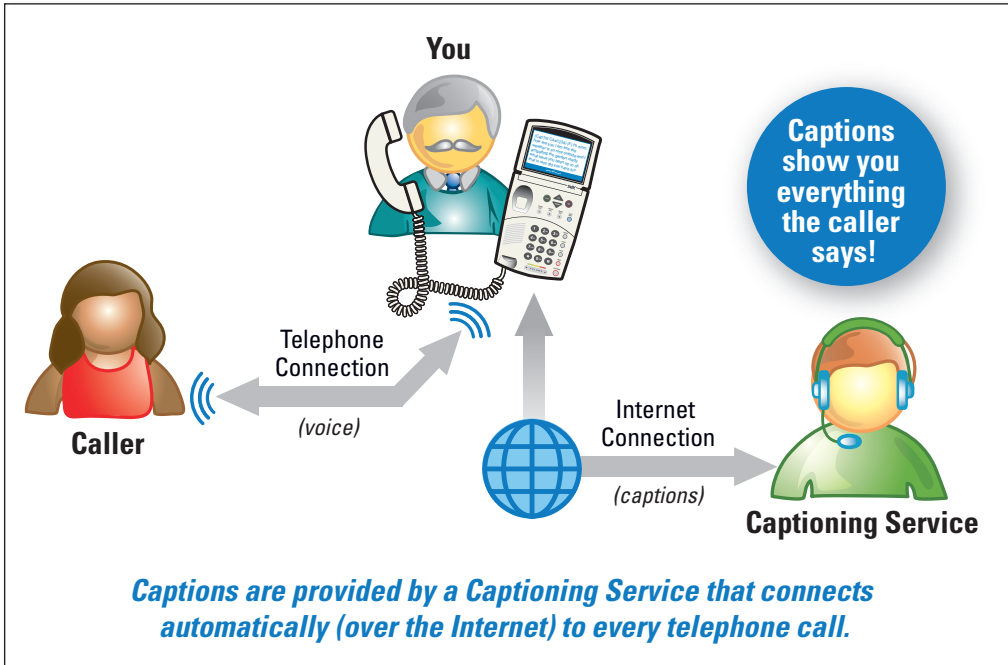 You
Captions
show you
everything
the caller
says!
Telephone
Connection
(voice)
Caller
Internet
Connection
(captions)
Captioning Service
Captions are provided by a Captioning Service that connects
automatically (over the Internet) to every telephone call.